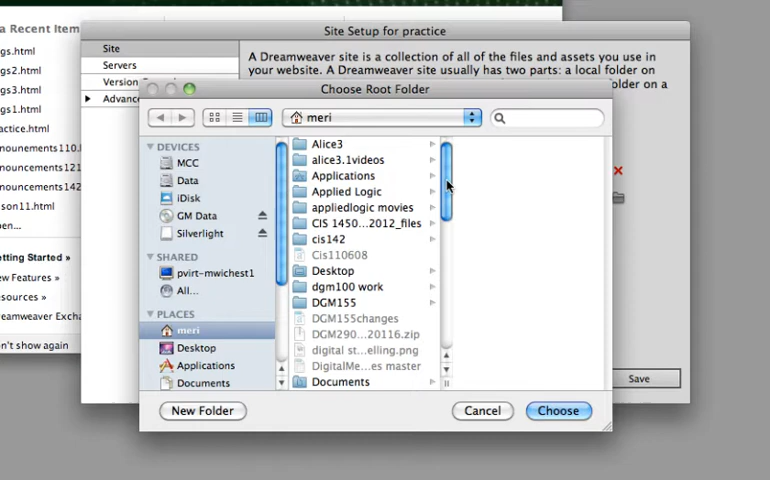 a Recent Item
gs.html
gs2.html
gs3.html
gs1.html
actice.html
nouncements110.l
nouncements121
nouncements142
son11.html
en...
etting Started »
ew Features »
esources »
reamweaver Excha
n't show again
Site Setup for practice
Site
Servers
Version
Advanc
A Dreamweaver site is a collection of all of the files and assets you use in
your website. A Dreamweaver site usually has two parts: a local folder on
older on a
Save
Choose Root Folder
meri
DEVICES
MCC
Data
iDisk
GM Data
Silverlight
SHARED
pvirt-mwichest1
All...
PLACES
meri
Desktop
Applications
Documents
Alice3
alice3.1videos
Applications
Applied Logic
appliedlogic movies
CIS 1450...2012_files
cis142
Cis110608
Desktop
dgm100 work
DGM155
DGM155changes
DGM290...20116.zip
digital st...elling.png
DigitalMe...es master
Documents
New Folder
Cancel
Choose